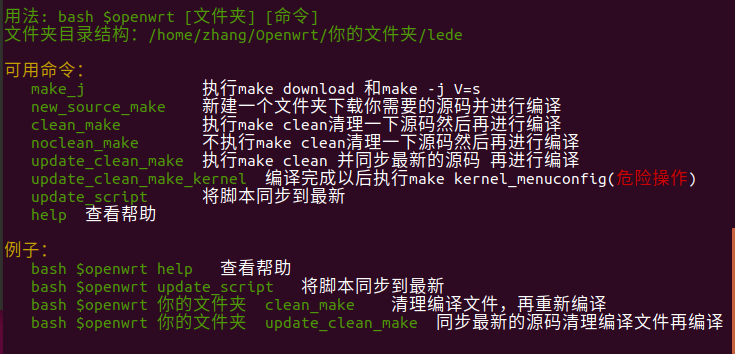 用法: bash $openwrt [文件夹] [命令]
文件夹目录结构：/home/zhang/Openwrt/你的文件夹/lede
可用命令:
make_j 执行make download 和make -j V=s
new_source_make 新建一个文件夹下载你需要的源码并进行编译
clean_make 执行make clean清理一下源码然后再进行编译
noclean_make 不执行make clean清理一下源码然后再进行编译
update_clean_make 执行make clean 并同步最新的源码 再进行编译
update_clean_make_kernel 编译完成以后执行make kernel_menuconfig(危险操作)
update_script 将脚本同步到最新
help 查看帮助
例子:
bash $openwrt help 查看帮助
bash $openwrt update_script 将脚本同步到最新
bash $openwrt 你的文件夹 clean_make 清理编译文件，再重新编译
bash $openwrt 你的文件夹 update_clean_make 同步最新的源码清理编译文件再编译